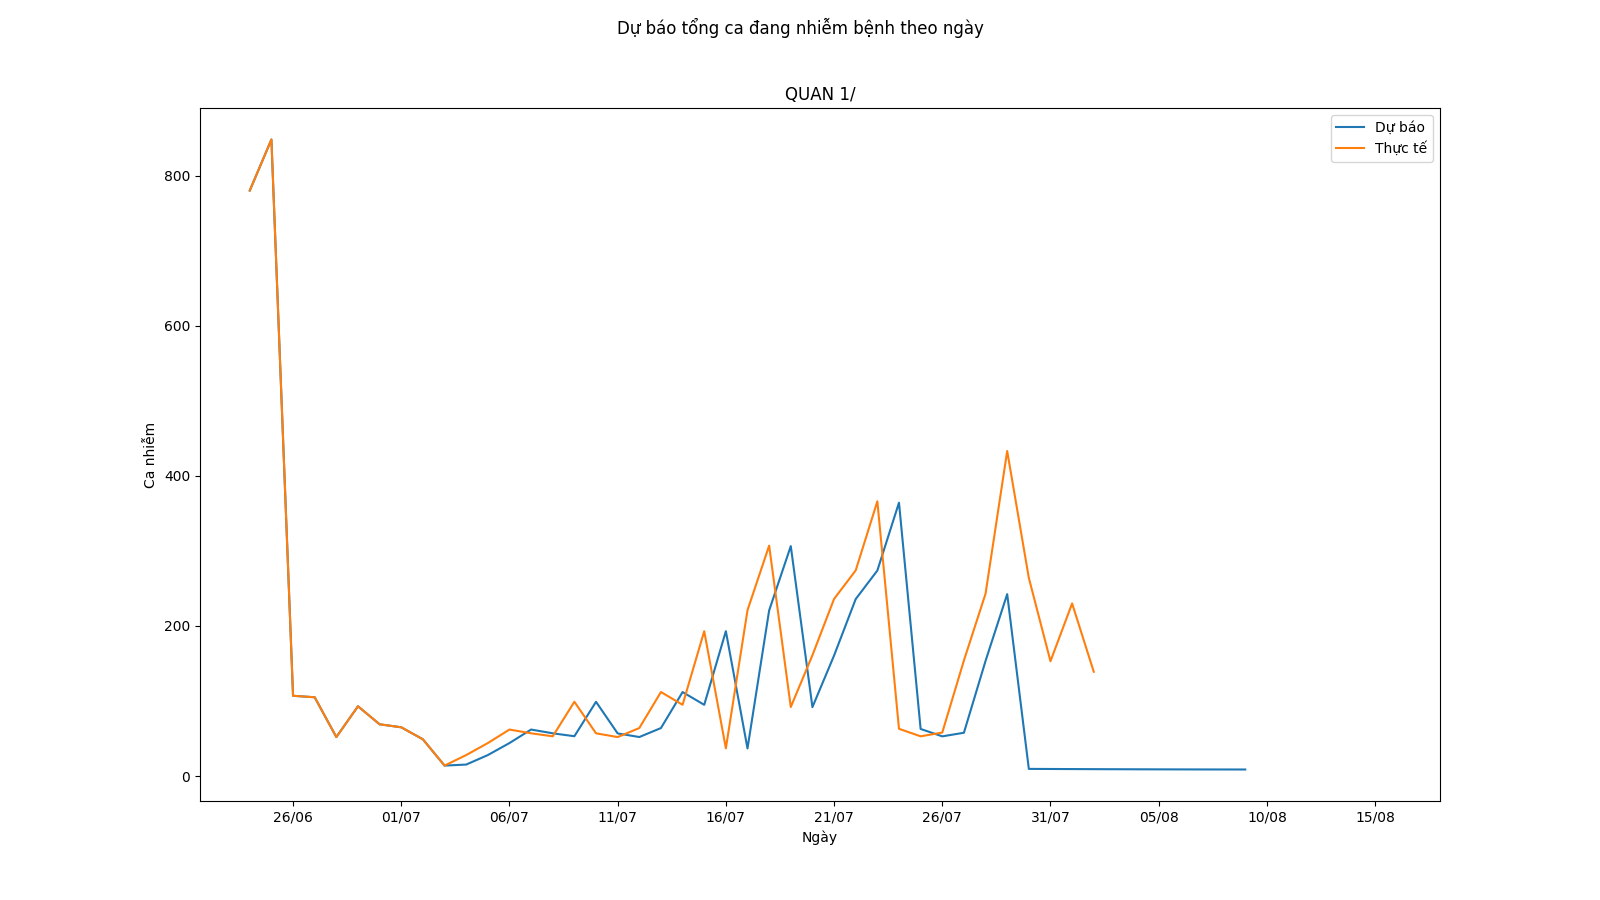 Dự báo tổng ca đang nhiễm bệnh theo ngày
QUAN 1/
Dự báo
Thực tế
800
600
400
200
0
Ca nhiễm
26/06
01/07
06/07
11/07
16/07
21/07
26/07
31/07
05/08
10/08
15/08
Ngày